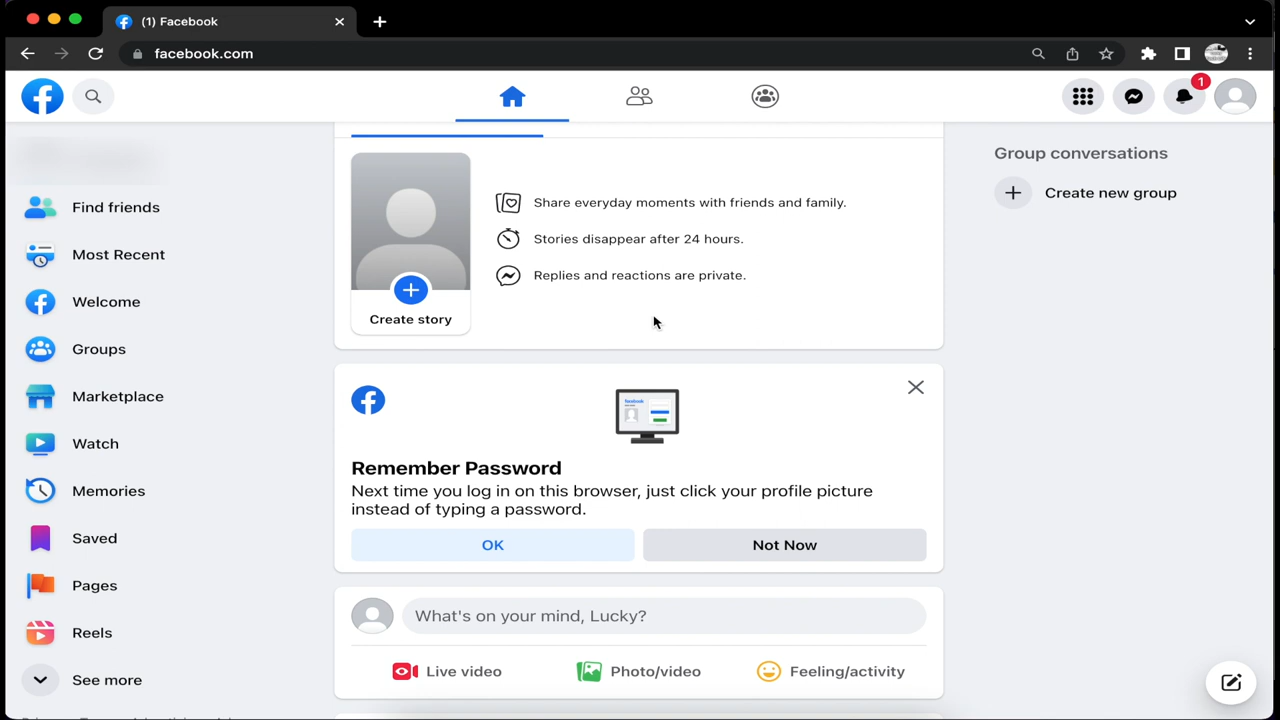 (1) Facebook
facebook.com
1
Find friends
Most Recent
Welcome
Groups
Marketplace
Watch
Memories
Saved
Pages
Reels
See more
Create story
Share everyday moments with friends and family.
Stories disappear after 24 hours.
Replies and reactions are private.
facebook
Remember Password
Next time you log in on this browser, just click your profile picture
instead of typing a password.
OK
Not Now
What's on your mind, Lucky?
Live video
Photo/video
Feeling/activity
Group conversations
Create new group